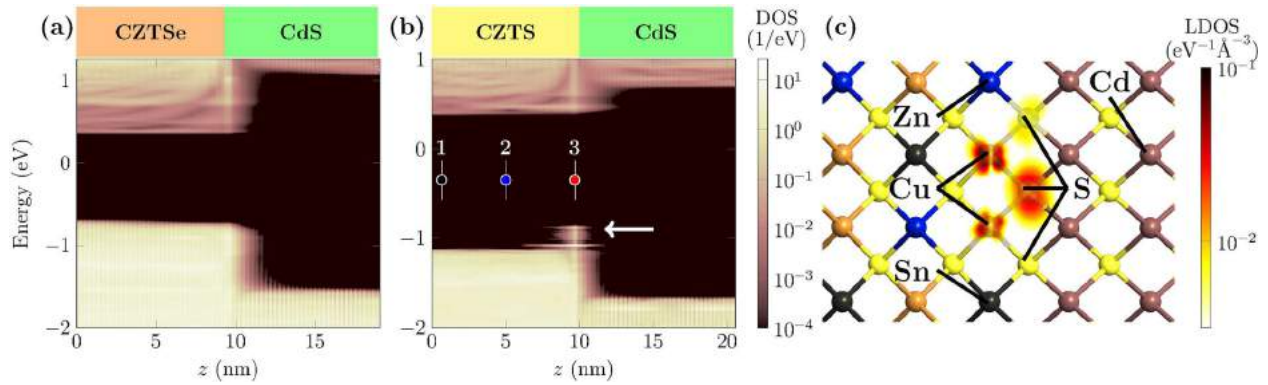 (a)
CZTSe
CdS
Energy (eV)
1
0
−1
−2
0
5
10
15
z (nm)
(b)
CZTS
CdS
1
0
−1
−2
1
2
3
0
5
10
15
20
z (nm)
DOS
(1/eV)
10¹
10⁰
10⁻¹
10⁻²
10⁻³
10⁻⁴
(c)
Zn
Cu
Sn
S
Cd
LDOS
(eV⁻¹Å⁻³)
10⁻¹
10⁻²